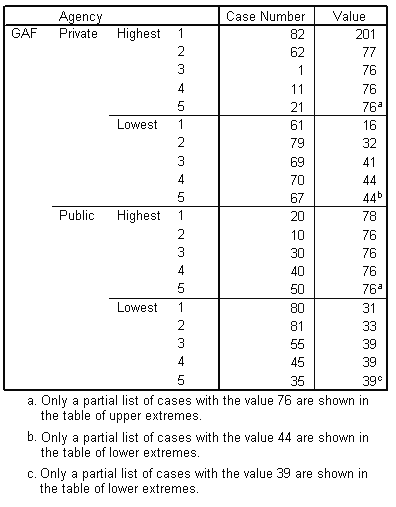 Agency Case Number Value
GAF Private Highest 1 82 201
2 62 77
3 1 76
4 11 76
5 21 76a
Lowest 1 61 16
2 79 32
3 69 41
4 70 44
5 67 44b
Public Highest 1 20 78
2 10 76
3 30 76
4 40 76
5 50 76a
Lowest 1 80 31
2 81 33
3 55 39
4 45 39
5 35 39c
a. Only a partial list of cases with the value 76 are shown in
the table of upper extremes.
b. Only a partial list of cases with the value 44 are shown in
the table of lower extremes.
c. Only a partial list of cases with the value 39 are shown in
the table of lower extremes.